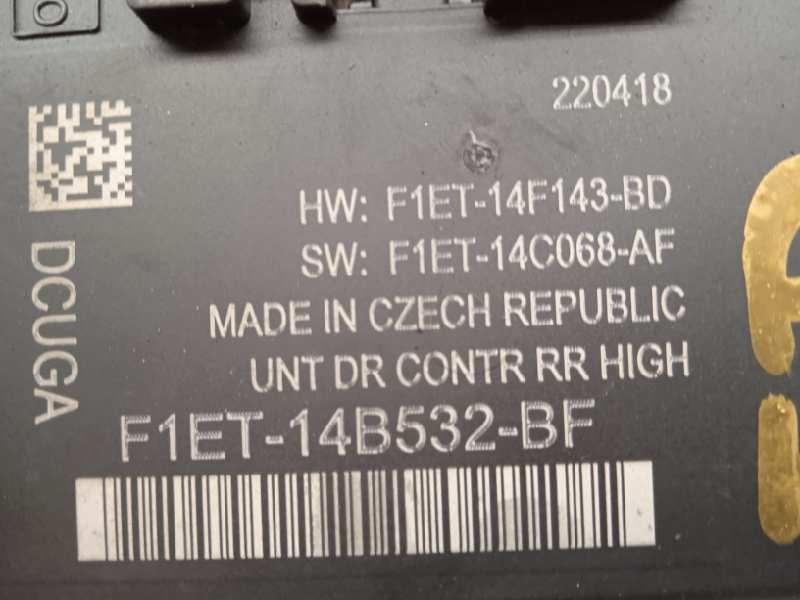 220418
HW: F1ET-14F143-BD
SW: F1ET-14C068-AF
MADE IN CZECH REPUBLIC
UNT DR CONTR RR HIGH
F1ET-14B532-BF
DCUGA